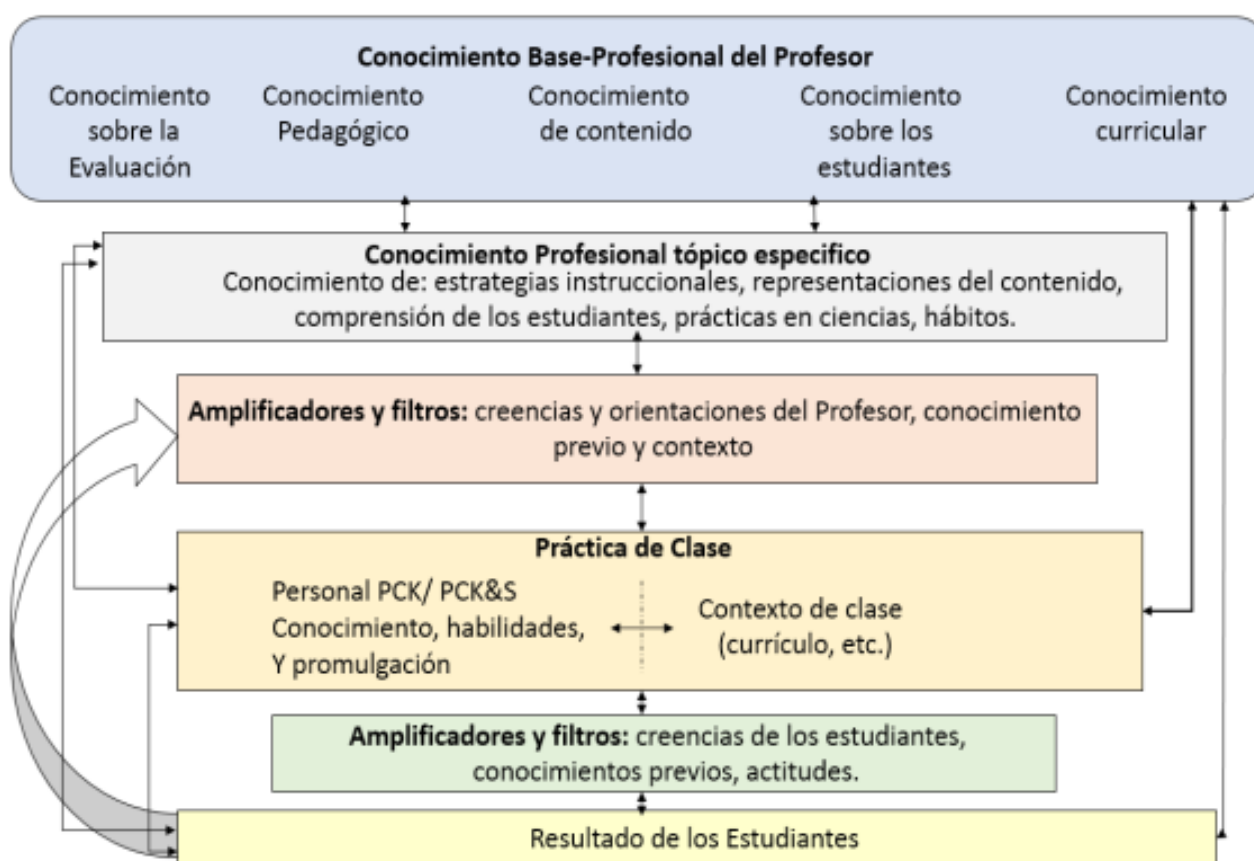 Conocimiento Base-Profesional del Profesor
Conocimiento sobre la Evaluación
Conocimiento Pedagógico
Conocimiento de contenido
Conocimiento sobre los estudiantes
Conocimiento curricular
Conocimiento Profesional tópico especifico
Conocimiento de: estrategias instruccionales, representaciones del contenido,
comprensión de los estudiantes, prácticas en ciencias, hábitos.
Amplificadores y filtros: creencias y orientaciones del Profesor, conocimiento
previo y contexto
Práctica de Clase
Personal PCK/ PCK&S
Conocimiento, habilidades,
Y promulgación
Contexto de clase
(currículo, etc.)
Amplificadores y filtros: creencias de los estudiantes,
conocimientos previos, actitudes.
Resultado de los Estudiantes